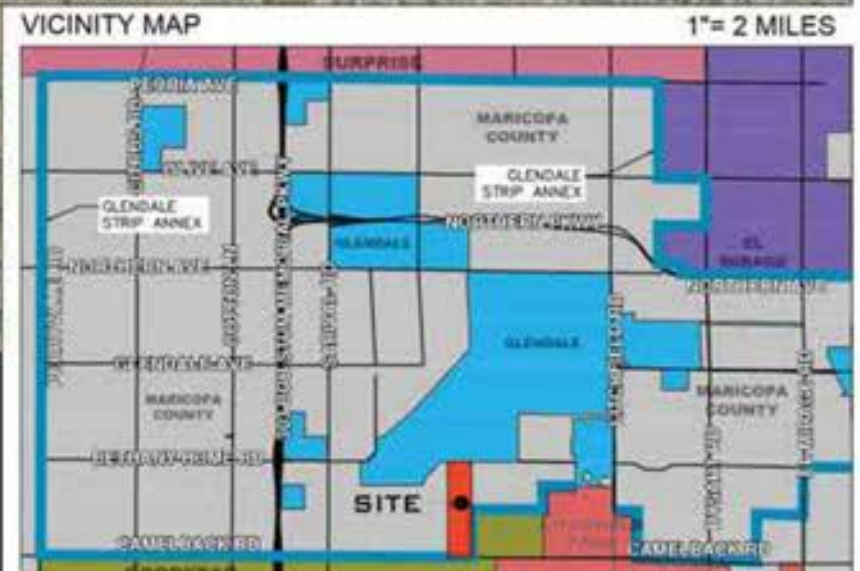 VICINITY MAP
1"= 2 MILES
SURPRISE
PEORIA AVE
MARICOPA
COUNTY
OLIVE AVE
GLENDALE
STRIP ANNEX
GLENDALE
STRIP ANNEX
NORTHERN PKWY
GLENDALE
EL
MIRAGE
NORTHERN AVE
NORTHERN AVE
GLENDALE
GLENDALE AVE
MARICOPA
COUNTY
MARICOPA
COUNTY
BETHANY HOME RD
SITE
CAMELBACK RD
CAMELBACK RD